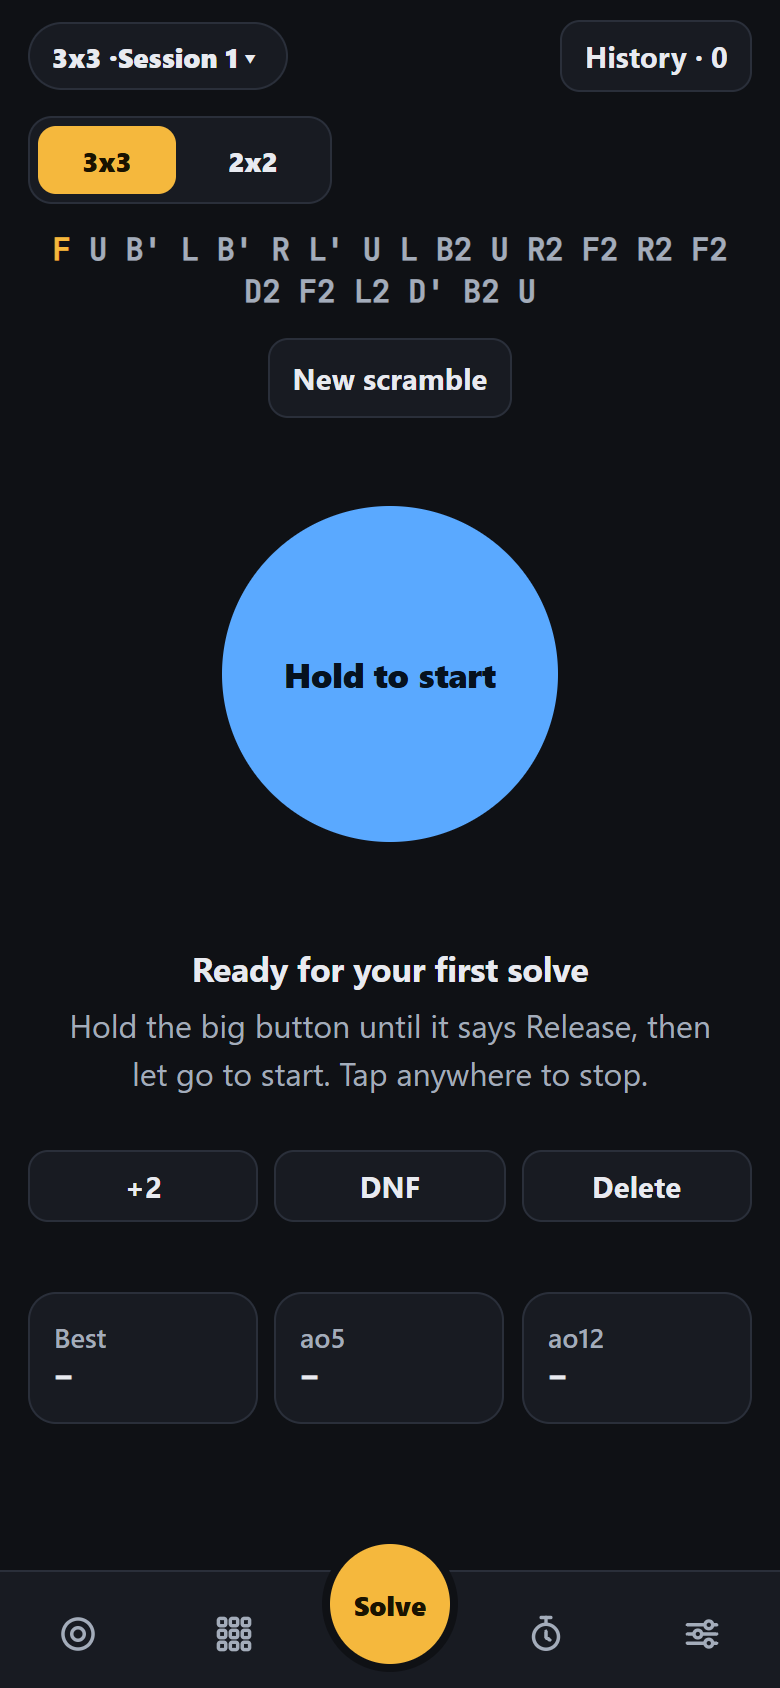 3x3 ·Session 1 ▾
History · 0
3x3
2x2
F U B' L B' R L' U L B2 U R2 F2 R2 F2
D2 F2 L2 D' B2 U
New scramble
Hold to start
Ready for your first solve
Hold the big button until it says Release, then
let go to start. Tap anywhere to stop.
+2
DNF
Delete
Best
–
ao5
–
ao12
–
Solve